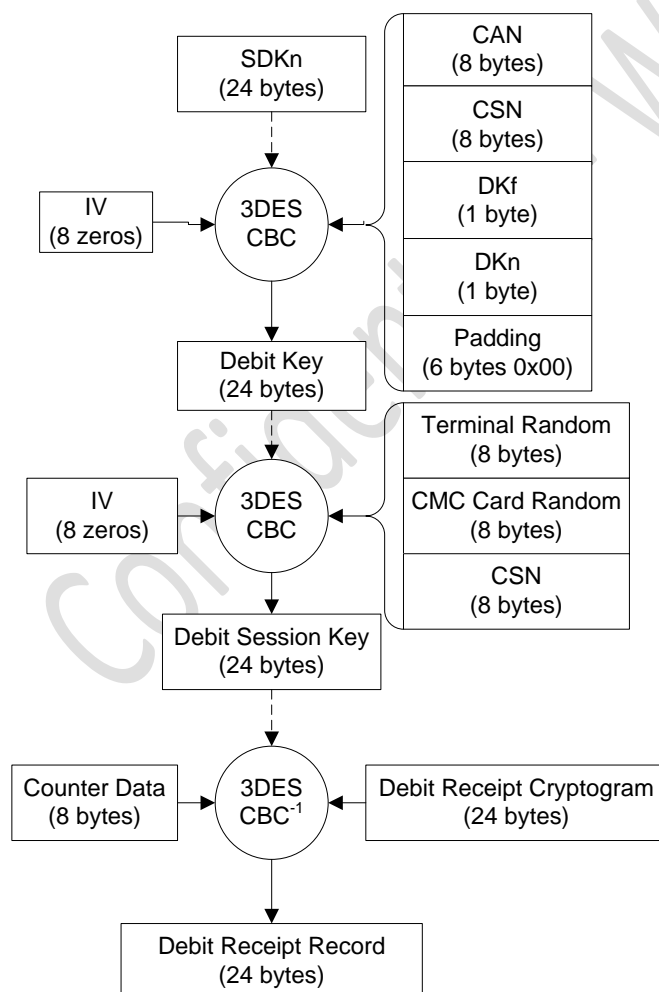 SDKn
(24 bytes)
CAN
(8 bytes)
CSN
(8 bytes)
DKf
(1 byte)
DKn
(1 byte)
Padding
(6 bytes 0x00)
IV
(8 zeros)
3DES
CBC
Debit Key
(24 bytes)
Terminal Random
(8 bytes)
CMC Card Random
(8 bytes)
CSN
(8 bytes)
IV
(8 zeros)
3DES
CBC
Debit Session Key
(24 bytes)
Counter Data
(8 bytes)
3DES
CBC⁻¹
Debit Receipt Cryptogram
(24 bytes)
Debit Receipt Record
(24 bytes)